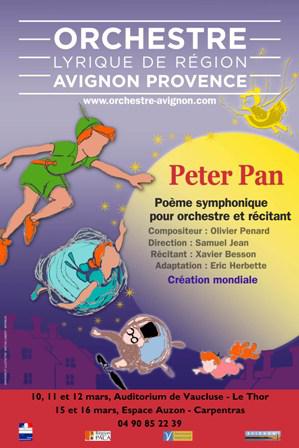 ORCHESTRE
LYRIQUE DE RÉGION
AVIGNON PROVENCE
www.orchestre-avignon.com
Peter Pan
Poème symphonique
pour orchestre et récitant
Compositeur : Olivier Penard
Direction : Samuel Jean
Récitant : Xavier Besson
Adaptation : Eric Herbette
Création mondiale
10, 11 et 12 mars, Auditorium de Vaucluse - Le Thor
15 et 16 mars, Espace Auzon - Carpentras
04 90 85 22 39
PACA